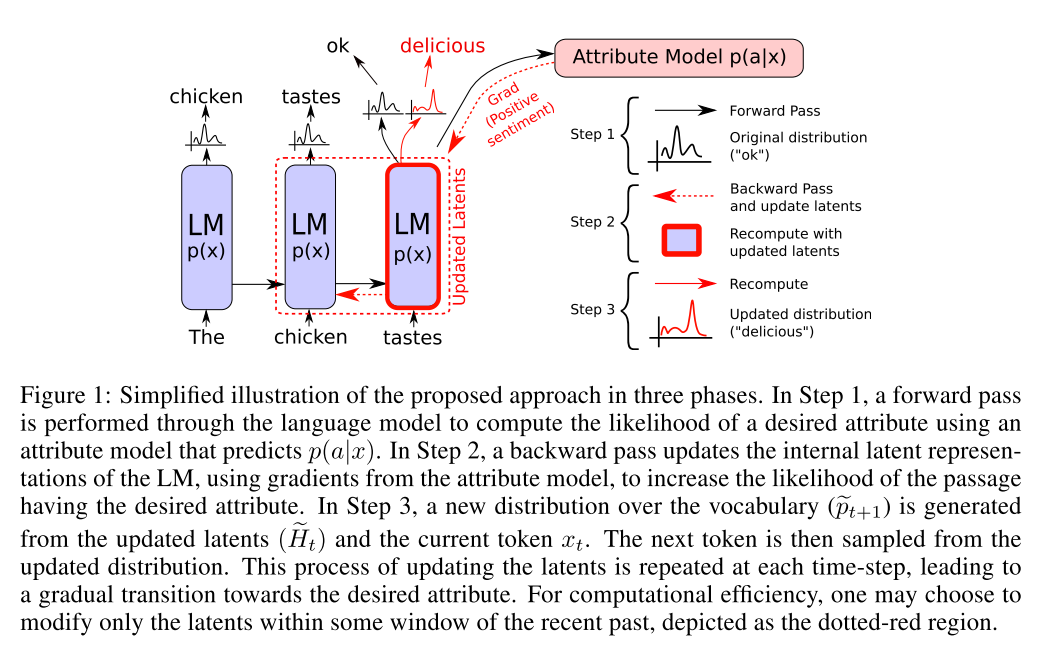 ok
delicious
Attribute Model p(a|x)
chicken
tastes
Grad
(Positive
sentiment)
LM
p(x)
LM
p(x)
LM
p(x)
Updated Latents
The
chicken
tastes
Step 1
Forward Pass
Original distribution
("ok")
Step 2
Backward Pass
and update latents
Recompute with
updated latents
Step 3
Recompute
Updated distribution
("delicious")
Figure 1: Simplified illustration of the proposed approach in three phases. In Step 1, a forward pass
is performed through the language model to compute the likelihood of a desired attribute using an
attribute model that predicts p(a|x). In Step 2, a backward pass updates the internal latent represen-
tations of the LM, using gradients from the attribute model, to increase the likelihood of the passage
having the desired attribute. In Step 3, a new distribution over the vocabulary (p̃ₜ₊₁) is generated
from the updated latents (H̃ₜ) and the current token xₜ. The next token is then sampled from the
updated distribution. This process of updating the latents is repeated at each time-step, leading to
a gradual transition towards the desired attribute. For computational efficiency, one may choose to
modify only the latents within some window of the recent past, depicted as the dotted-red region.